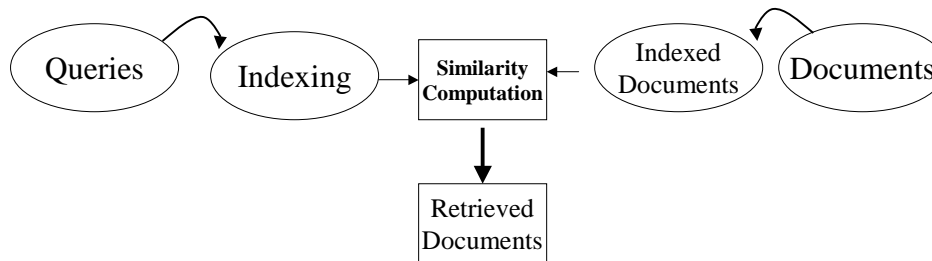 Queries
Indexing
Similarity
Computation
Indexed
Documents
Documents
Retrieved
Documents